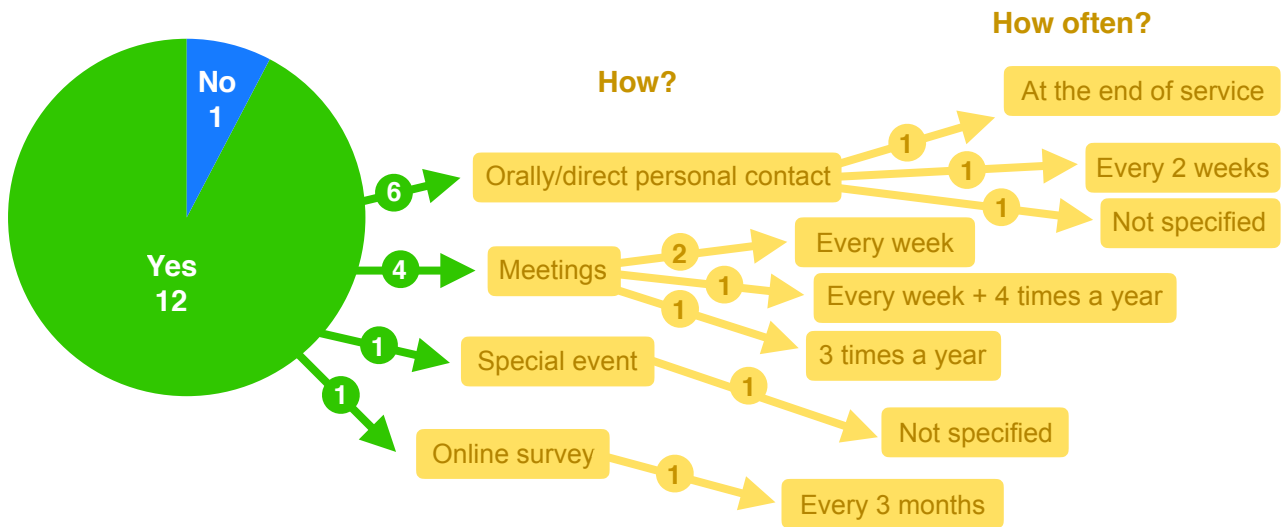 How often?
How?
No
1
Yes
12
6
Orally/direct personal contact
1
At the end of service
1
Every 2 weeks
1
Not specified
4
Meetings
2
Every week
1
Every week + 4 times a year
1
3 times a year
1
Special event
1
Not specified
1
Online survey
1
Every 3 months